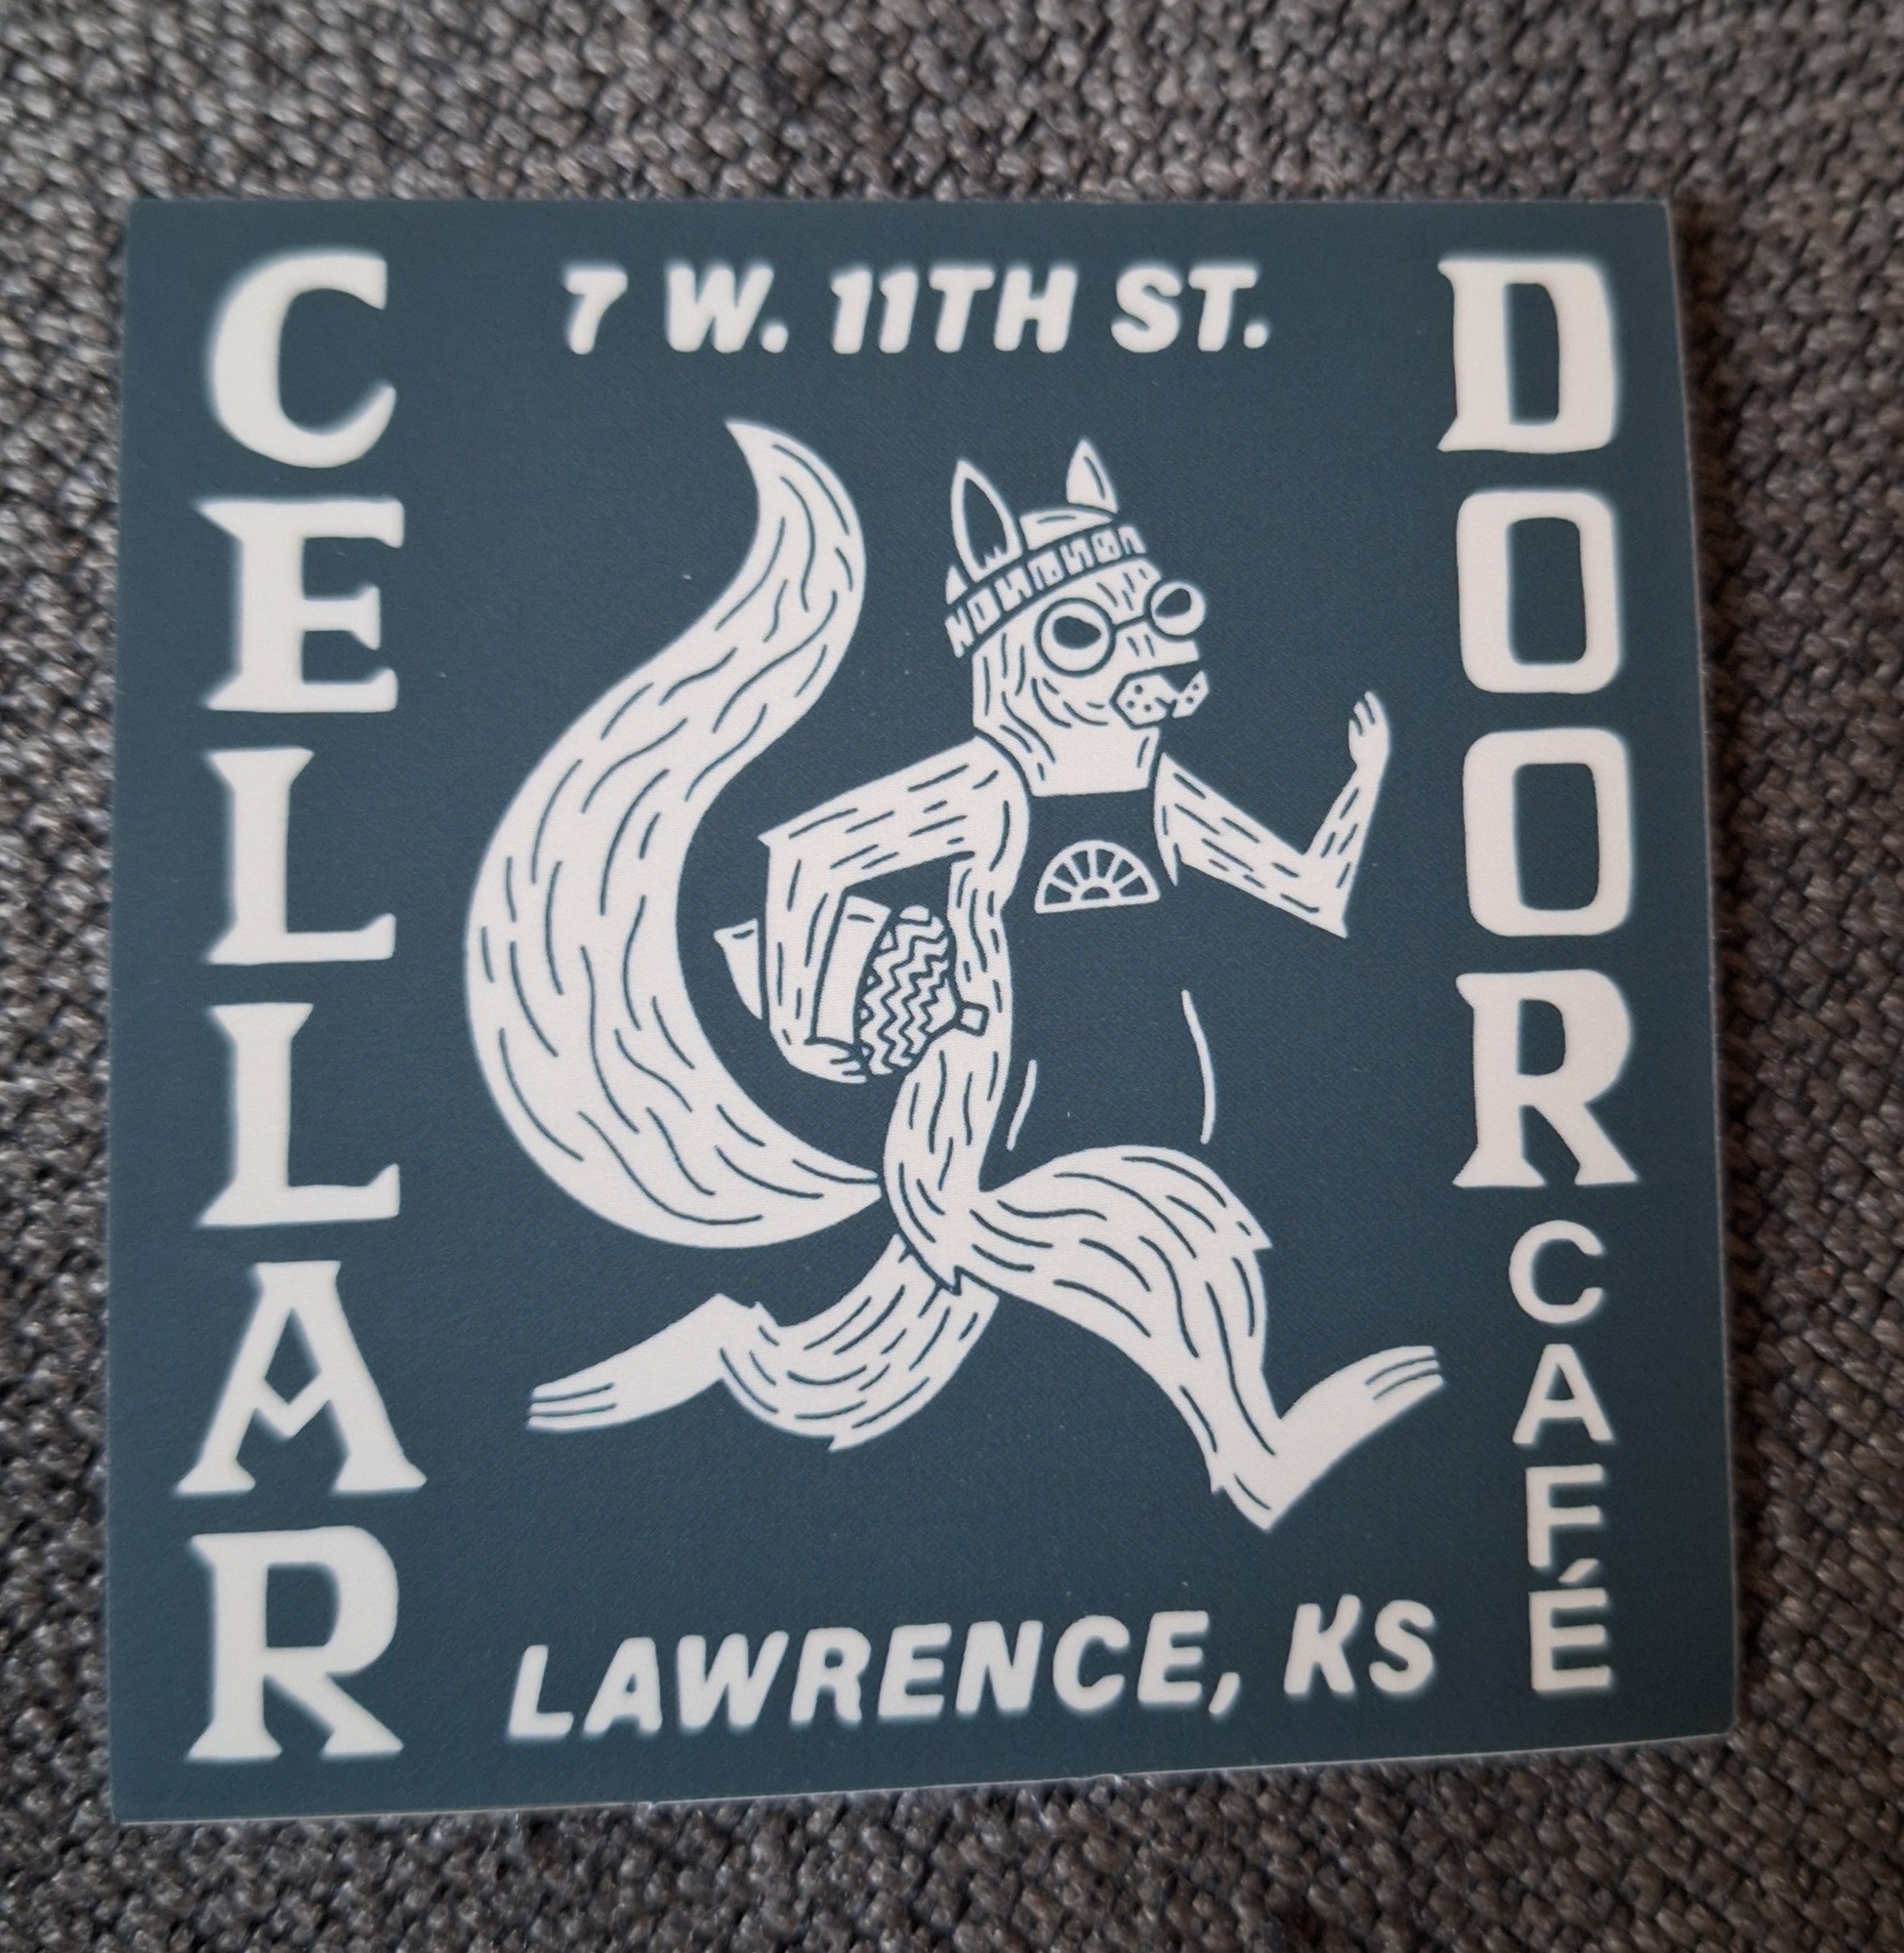 CELLAR
7 W. 11TH ST.
DOOR
CAFÉ
LAWRENCE, KS